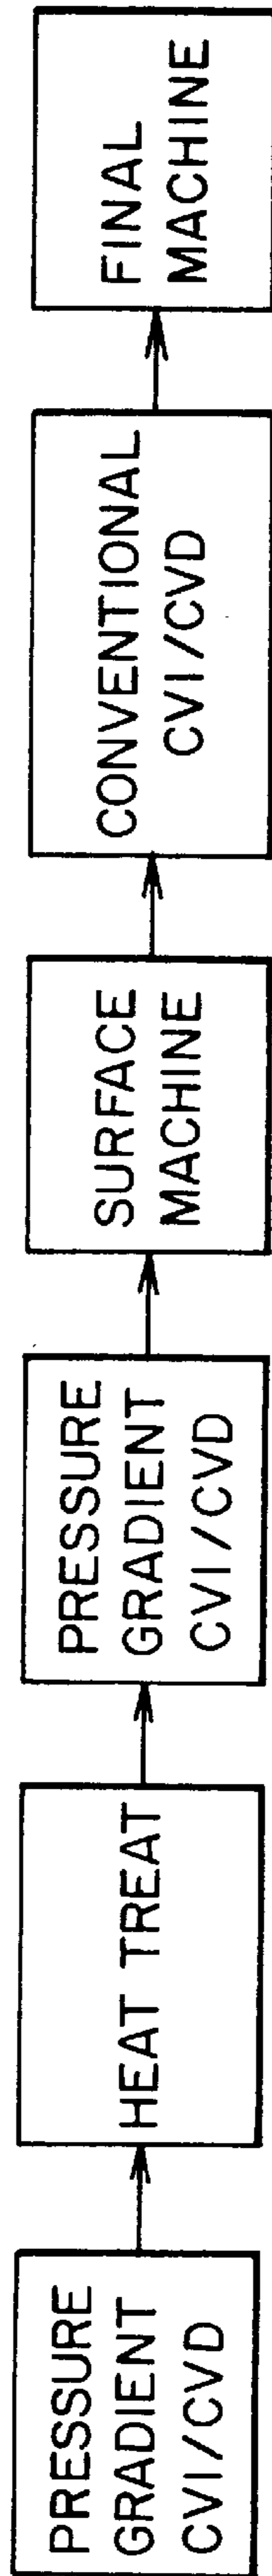 PRESSURE
GRADIENT
CVI/CVD
HEAT TREAT
PRESSURE
GRADIENT
CVI/CVD
SURFACE
MACHINE
CONVENTIONAL
CVI/CVD
FINAL
MACHINE